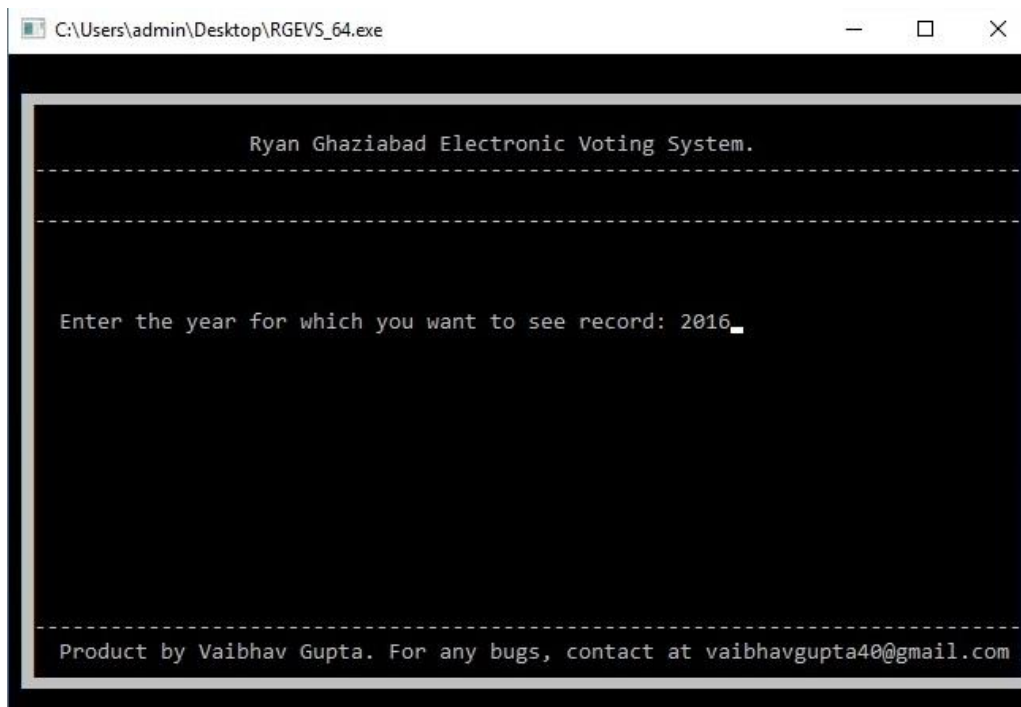 C:\Users\admin\Desktop\RGEVS_64.exe
Ryan Ghaziabad Electronic Voting System.
Enter the year for which you want to see record: 2016
Product by Vaibhav Gupta. For any bugs, contact at vaibhavgupta40@gmail.com